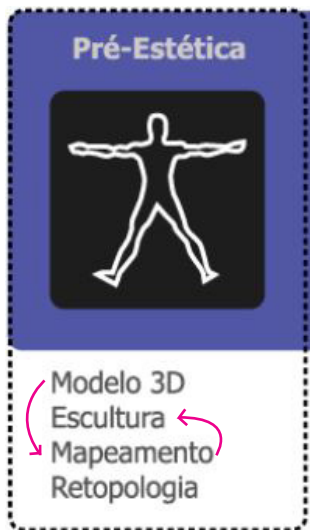 Pré-Estética
Modelo 3D
Escultura
Mapeamento
Retopologia